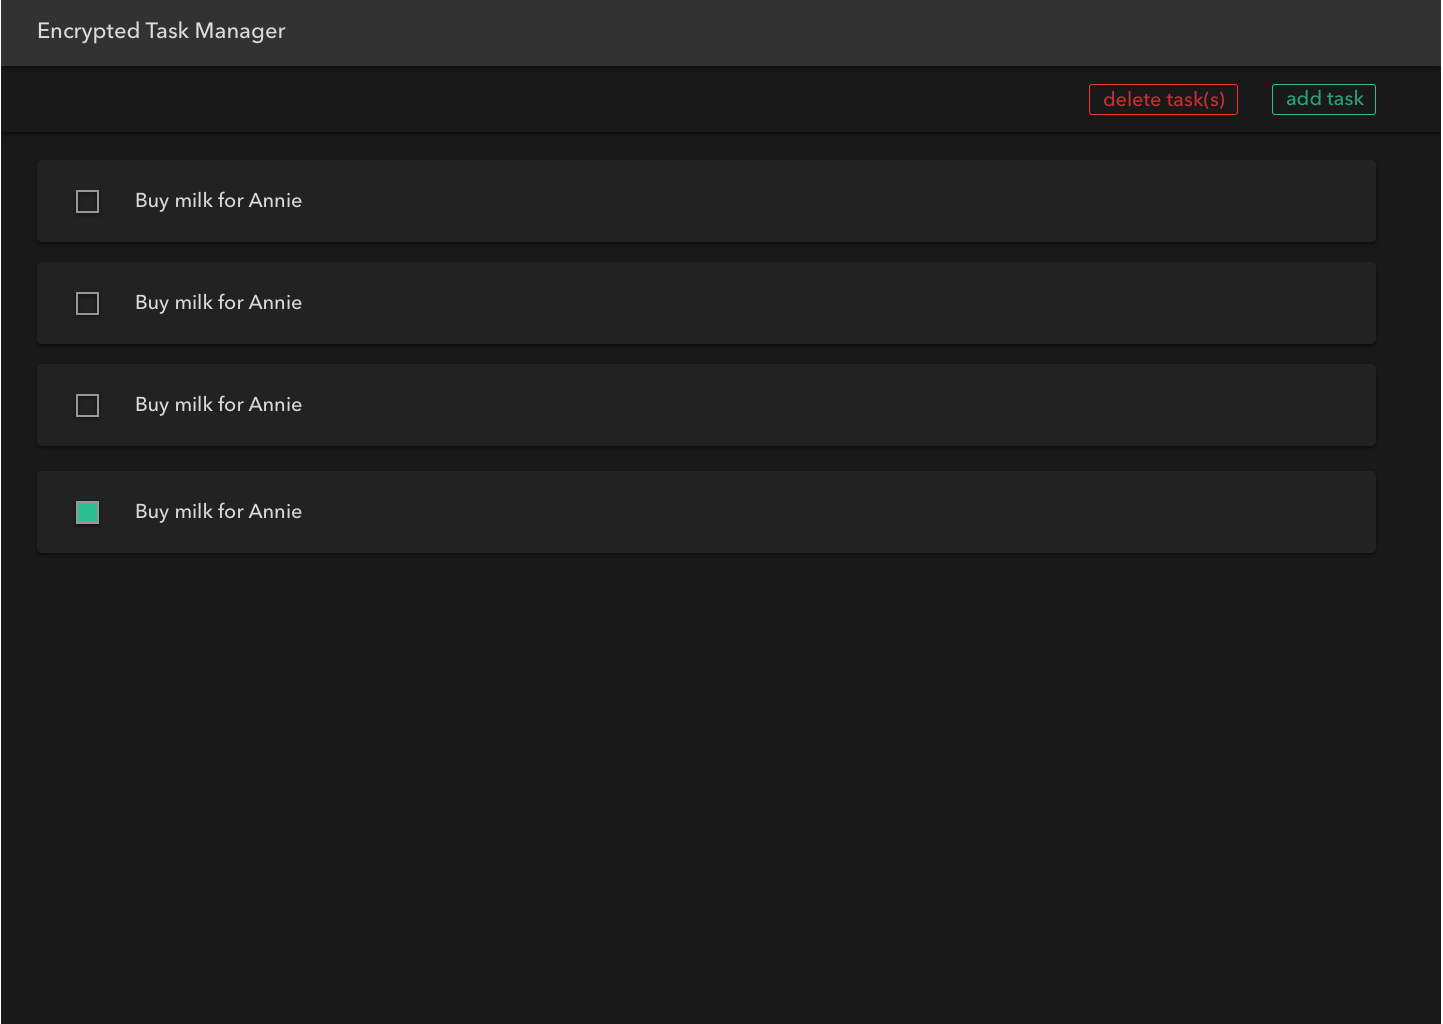 Encrypted Task Manager
delete task(s)
add task
Buy milk for Annie
Buy milk for Annie
Buy milk for Annie
Buy milk for Annie